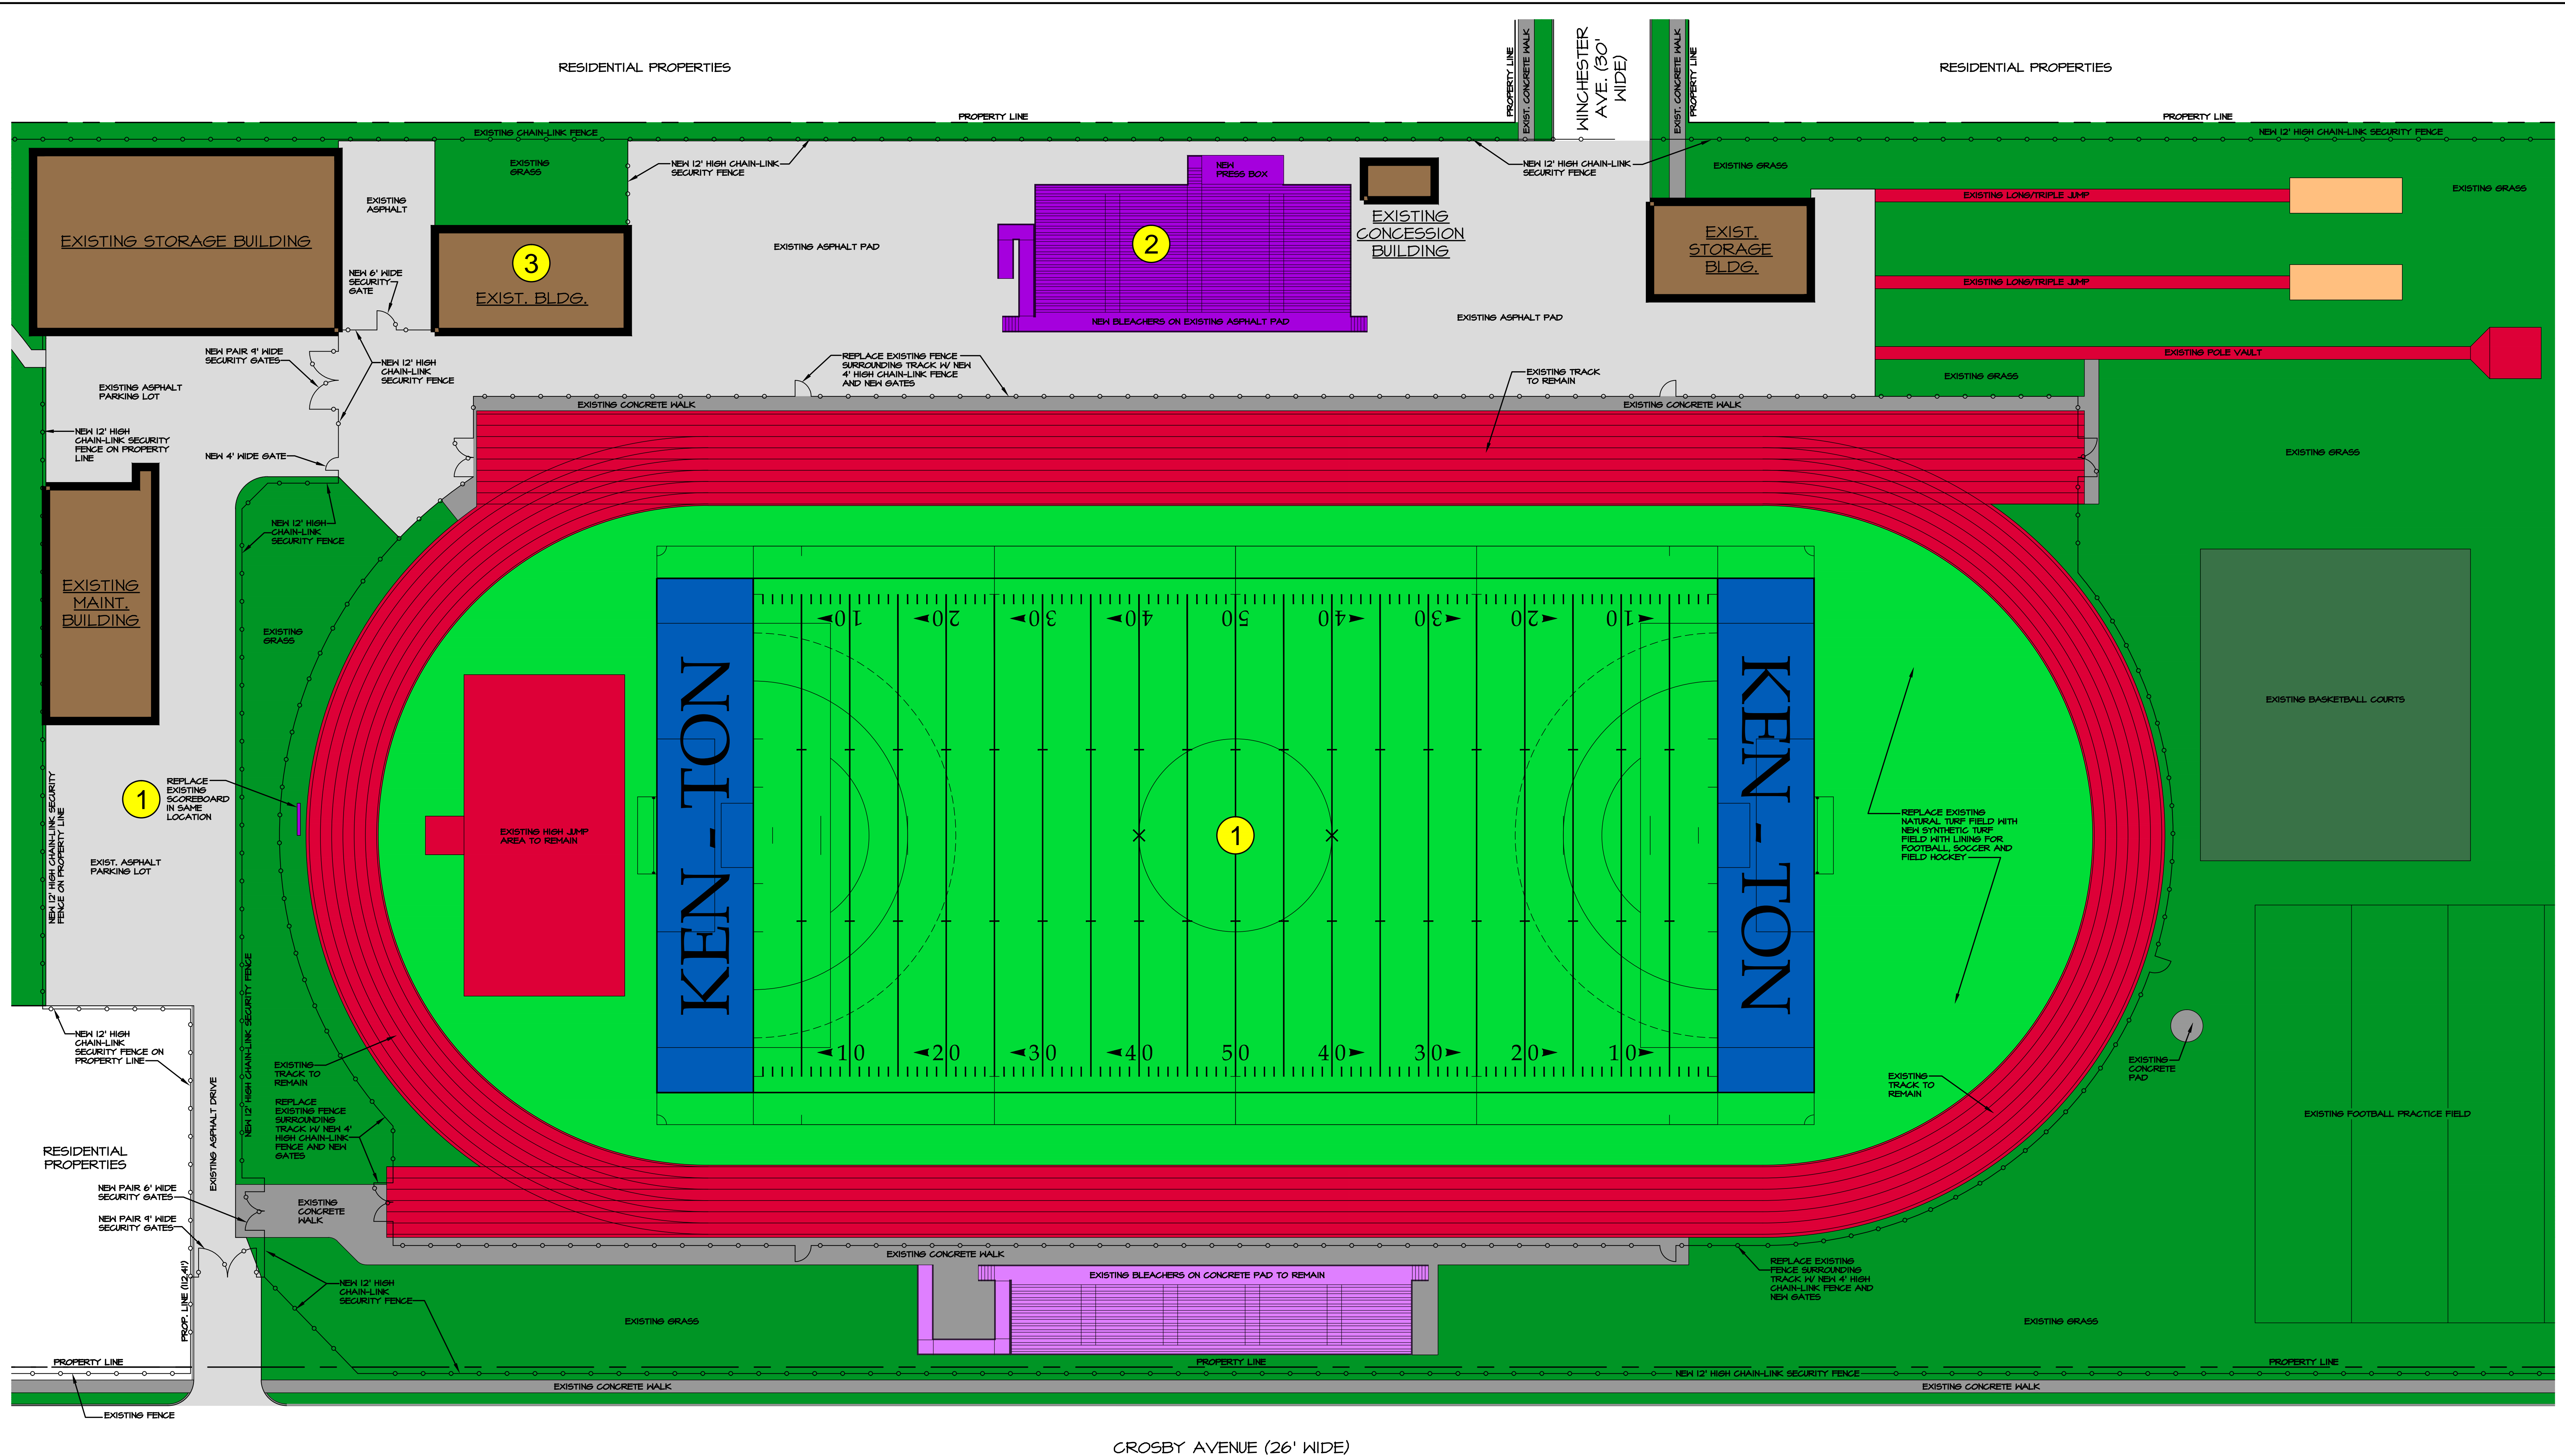 RESIDENTIAL PROPERTIES
PROPERTY LINE
EXIST. CONCRETE WALK
WINCHESTER
AVE. (30'
WIDE)
EXIST. CONCRETE WALK
PROPERTY LINE
RESIDENTIAL PROPERTIES
PROPERTY LINE
PROPERTY LINE
EXISTING CHAIN-LINK FENCE
NEW 12' HIGH CHAIN-LINK SECURITY FENCE
EXISTING STORAGE BUILDING
EXISTING
ASPHALT
EXISTING
GRASS
NEW 12' HIGH CHAIN-LINK
SECURITY FENCE
NEW
PRESS BOX
NEW 12' HIGH CHAIN-LINK
SECURITY FENCE
EXISTING GRASS
EXISTING LONG/TRIPLE JUMP
EXISTING GRASS
3
EXIST. BLDG.
EXISTING ASPHALT PAD
2
EXISTING
CONCESSION
BUILDING
EXIST.
STORAGE
BLDG.
EXISTING LONG/TRIPLE JUMP
NEW 6' WIDE
SECURITY
GATE
NEW BLEACHERS ON EXISTING ASPHALT PAD
EXISTING ASPHALT PAD
NEW PAIR 9' WIDE
SECURITY GATES
NEW 12' HIGH
CHAIN-LINK
SECURITY FENCE
REPLACE EXISTING FENCE
SURROUNDING TRACK W/ NEW
4' HIGH CHAIN-LINK FENCE
AND NEW GATES
EXISTING TRACK
TO REMAIN
EXISTING POLE VAULT
EXISTING GRASS
EXISTING ASPHALT
PARKING LOT
EXISTING CONCRETE WALK
EXISTING CONCRETE WALK
NEW 12' HIGH
CHAIN-LINK SECURITY
FENCE ON PROPERTY
LINE
NEW 4' WIDE GATE
EXISTING GRASS
NEW 12' HIGH
CHAIN-LINK
SECURITY FENCE
EXISTING
MAINT.
BUILDING
EXISTING
GRASS
10 20 30 40 50 40 30 20 10
KEN - TON
KEN - TON
EXISTING BASKETBALL COURTS
1
REPLACE
EXISTING
SCOREBOARD
IN SAME
LOCATION
NEW 12' HIGH CHAIN-LINK SECURITY
FENCE ON PROPERTY LINE
EXIST. ASPHALT
PARKING LOT
EXISTING HIGH JUMP
AREA TO REMAIN
1
REPLACE EXISTING
NATURAL TURF FIELD WITH
NEW SYNTHETIC TURF
FIELD WITH LINING FOR
FOOTBALL, SOCCER AND
FIELD HOCKEY
NEW 12' HIGH CHAIN-LINK SECURITY FENCE
NEW 12' HIGH
CHAIN-LINK
SECURITY FENCE ON
PROPERTY LINE
EXISTING
TRACK TO
REMAIN
10 20 30 40 50 40 30 20 10
EXISTING
CONCRETE
PAD
EXISTING
TRACK TO
REMAIN
EXISTING FOOTBALL PRACTICE FIELD
EXISTING ASPHALT DRIVE
REPLACE
EXISTING FENCE
SURROUNDING
TRACK W/ NEW 4'
HIGH CHAIN-LINK
FENCE AND NEW
GATES
RESIDENTIAL
PROPERTIES
NEW PAIR 6' WIDE
SECURITY GATES
EXISTING
CONCRETE
WALK
NEW PAIR 9' WIDE
SECURITY GATES
EXISTING CONCRETE WALK
PROP. LINE (112.41')
NEW 12' HIGH
CHAIN-LINK
SECURITY FENCE
EXISTING BLEACHERS ON CONCRETE PAD TO REMAIN
REPLACE EXISTING
FENCE SURROUNDING
TRACK W/ NEW 4' HIGH
CHAIN-LINK FENCE AND
NEW GATES
EXISTING GRASS
EXISTING GRASS
PROPERTY LINE
PROPERTY LINE
PROPERTY LINE
NEW 12' HIGH CHAIN-LINK SECURITY FENCE
EXISTING CONCRETE WALK
EXISTING CONCRETE WALK
EXISTING FENCE
CROSBY AVENUE (26' WIDE)